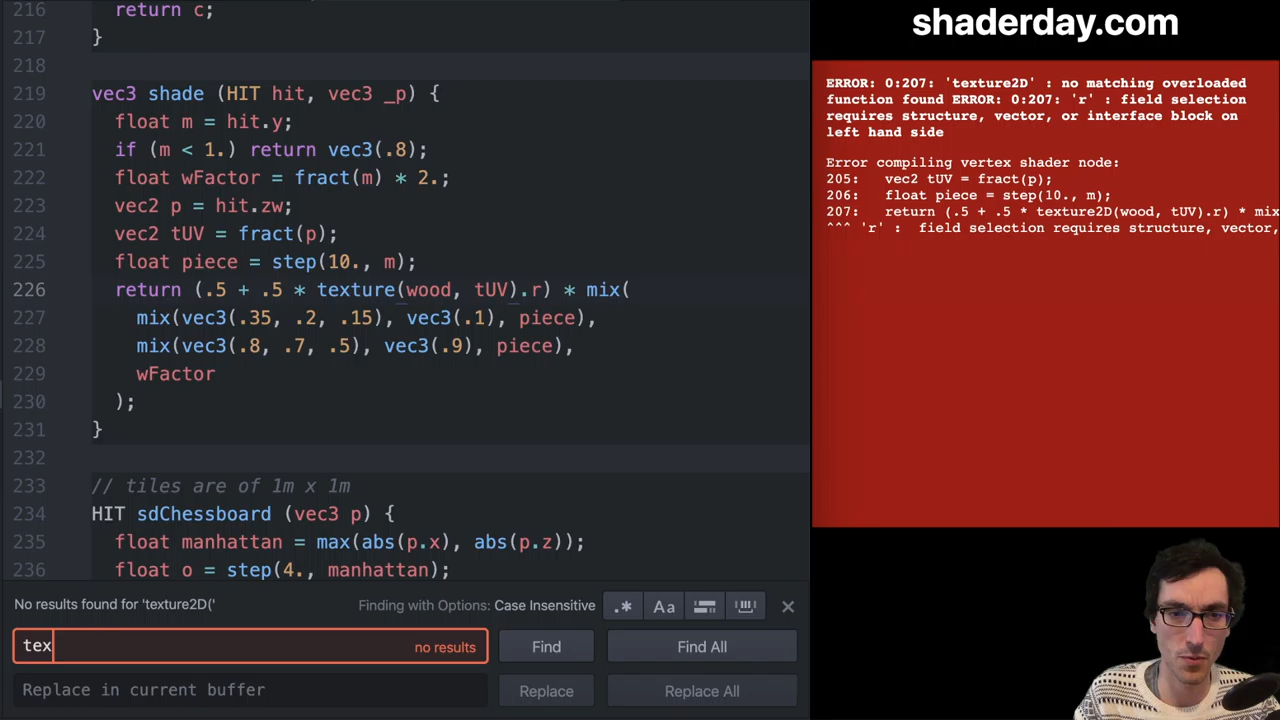 216 return c;
217 }
218
219 vec3 shade (HIT hit, vec3 _p) {
220 float m = hit.y;
221 if (m < 1.) return vec3(.8);
222 float wFactor = fract(m) * 2.;
223 vec2 p = hit.zw;
224 vec2 tUV = fract(p);
225 float piece = step(10., m);
226 return (.5 + .5 * texture(wood, tUV).r) * mix(
227 mix(vec3(.35, .2, .15), vec3(.1), piece),
228 mix(vec3(.8, .7, .5), vec3(.9), piece),
229 wFactor
230 );
231 }
232
233 // tiles are of 1m x 1m
234 HIT sdChessboard (vec3 p) {
235 float manhattan = max(abs(p.x), abs(p.z));
236 float o = step(4., manhattan);
No results found for 'texture2D('
Finding with Options: Case Insensitive
.* Aa
tex
no results
Find
Find All
Replace in current buffer
Replace
Replace All
shaderday.com
ERROR: 0:207: 'texture2D' : no matching overloaded
function found ERROR: 0:207: 'r' : field selection
requires structure, vector, or interface block on
left hand side
Error compiling vertex shader node:
205: vec2 tUV = fract(p);
206: float piece = step(10., m);
207: return (.5 + .5 * texture2D(wood, tUV).r) * mix
^^^ 'r' : field selection requires structure, vector,